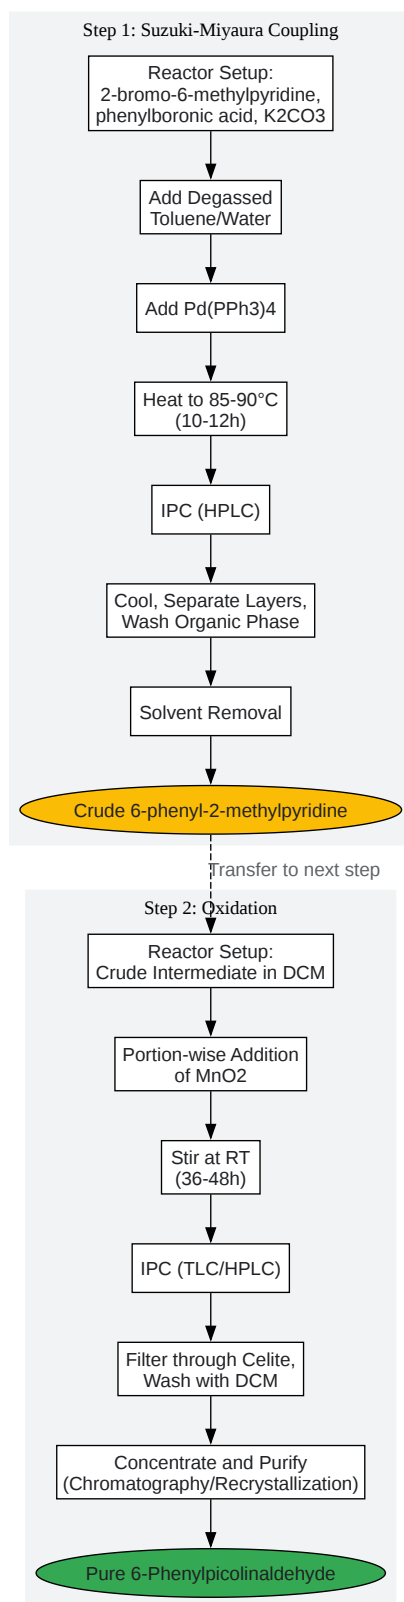 Step 1: Suzuki-Miyaura Coupling
Reactor Setup:
2-bromo-6-methylpyridine,
phenylboronic acid, K2CO3
Add Degassed
Toluene/Water
Add Pd(PPh3)4
Heat to 85-90°C
(10-12h)
IPC (HPLC)
Cool, Separate Layers,
Wash Organic Phase
Solvent Removal
Crude 6-phenyl-2-methylpyridine
Transfer to next step
Step 2: Oxidation
Reactor Setup:
Crude Intermediate in DCM
Portion-wise Addition
of MnO2
Stir at RT
(36-48h)
IPC (TLC/HPLC)
Filter through Celite,
Wash with DCM
Concentrate and Purify
(Chromatography/Recrystallization)
Pure 6-Phenylpicolinaldehyde